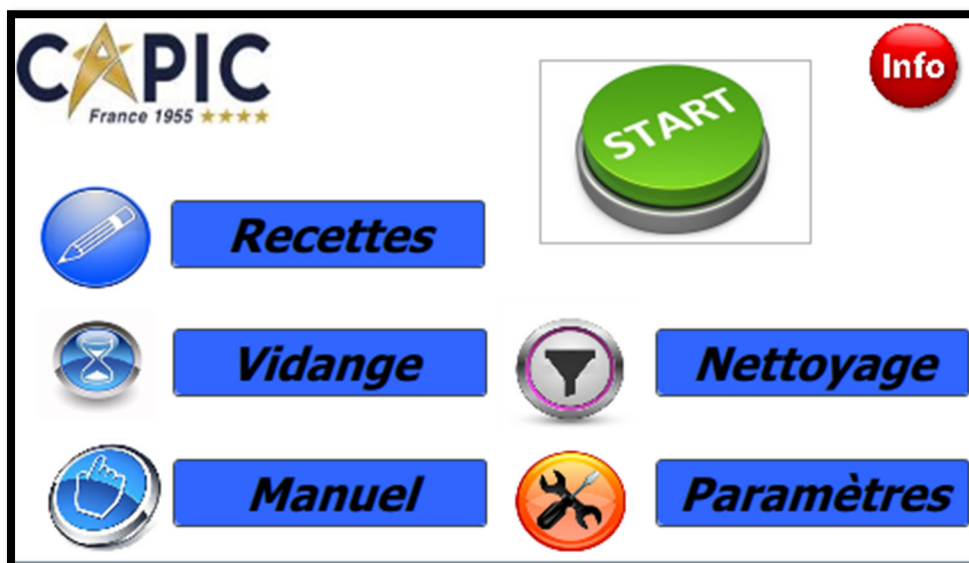 CAPIC
France 1955
Info
START
Recettes
Vidange
Nettoyage
Manuel
Paramètres